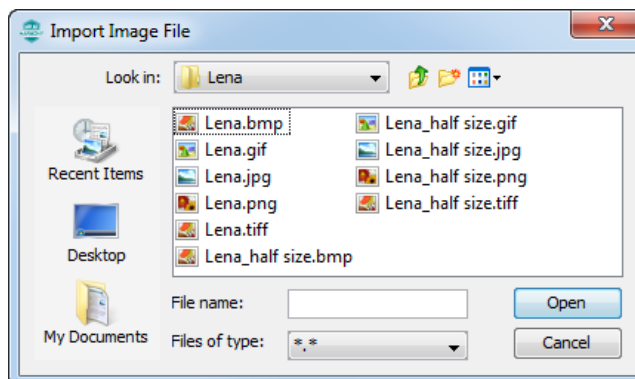 Import Image File
Look in: Lena
Lena.bmp
Lena.gif
Lena.jpg
Lena.png
Lena.tiff
Lena_half size.bmp
Lena_half size.gif
Lena_half size.jpg
Lena_half size.png
Lena_half size.tiff
Recent Items
Desktop
My Documents
File name:
Open
Files of type: *.*
Cancel